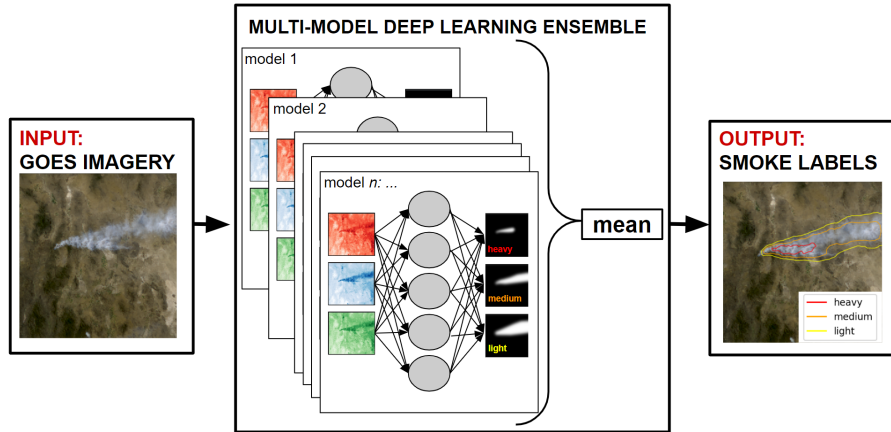 MULTI-MODEL DEEP LEARNING ENSEMBLE
INPUT:
GOES IMAGERY
model 1
model 2
model n: ...
heavy
medium
light
mean
OUTPUT:
SMOKE LABELS
heavy
medium
light